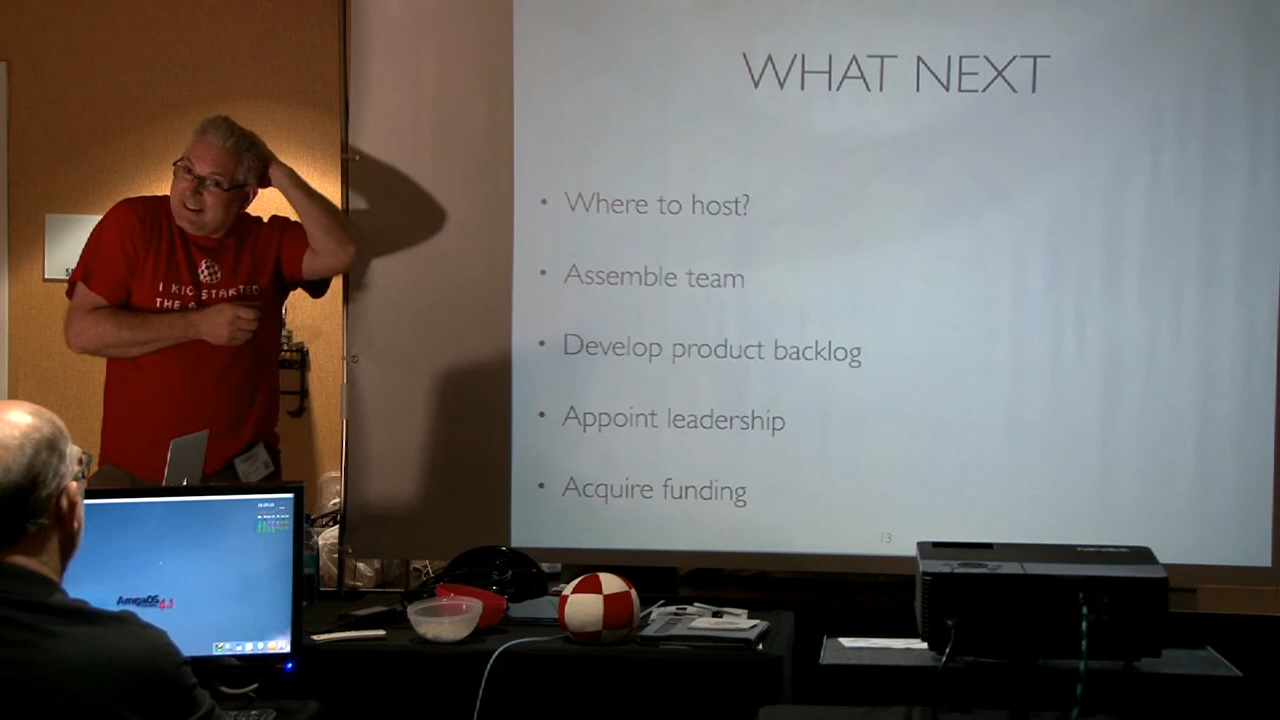 WHAT NEXT
• Where to host?
• Assemble team
• Develop product backlog
• Appoint leadership
• Acquire funding
13
I KICKSTARTED
THE
AmigaOS
4.1